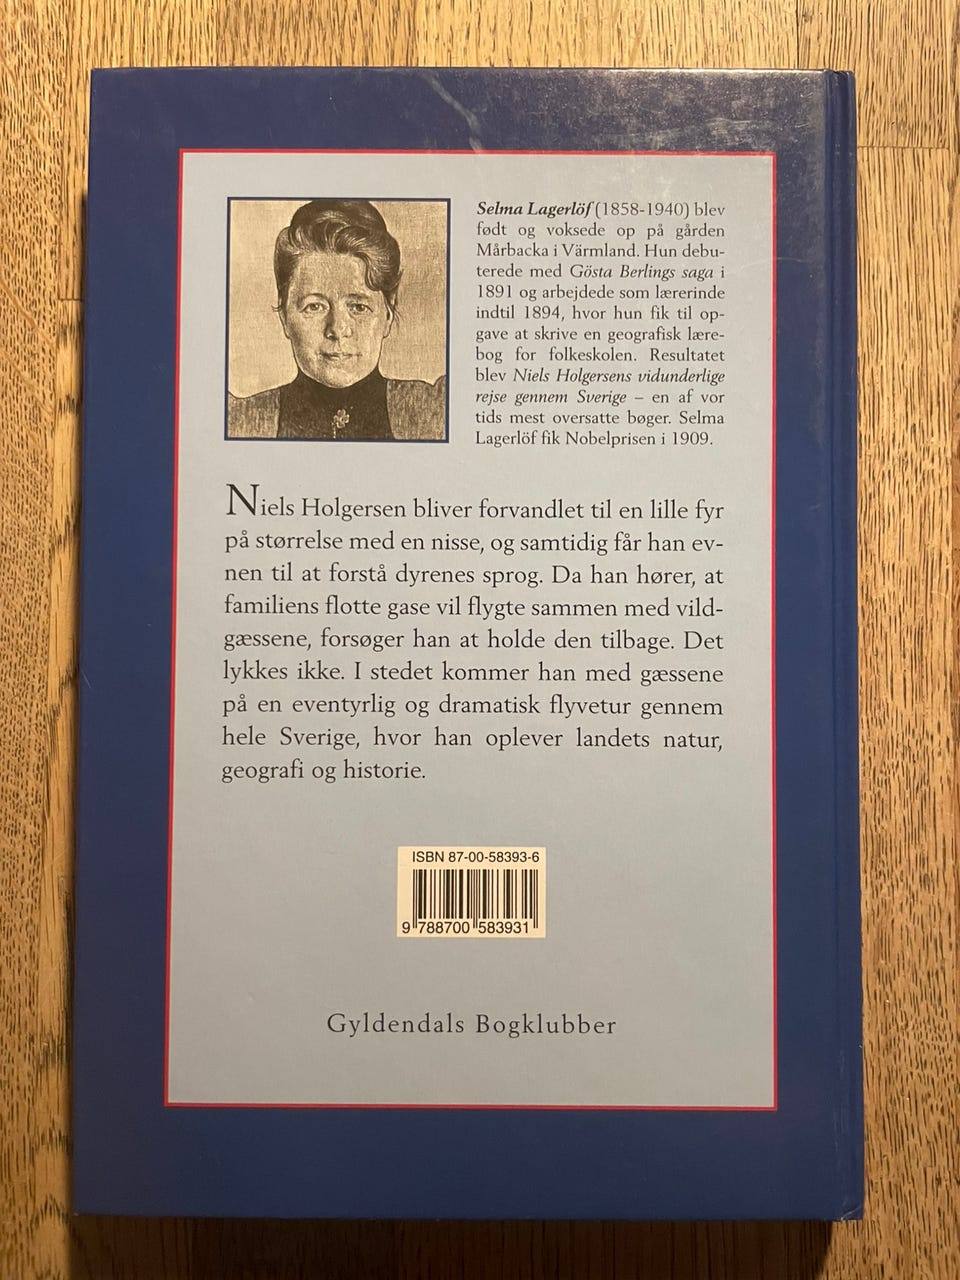 Selma Lagerlöf (1858-1940) blev
født og voksede op på gården
Mårbacka i Värmland. Hun debu-
terede med Gösta Berlings saga i
1891 og arbejdede som lærerinde
indtil 1894, hvor hun fik til op-
gave at skrive en geografisk lære-
bog for folkeskolen. Resultatet
blev Niels Holgersens vidunderlige
rejse gennem Sverige – en af vor
tids mest oversatte bøger. Selma
Lagerlöf fik Nobelprisen i 1909.
Niels Holgersen bliver forvandlet til en lille fyr
på størrelse med en nisse, og samtidig får han ev-
nen til at forstå dyrenes sprog. Da han hører, at
familiens flotte gase vil flygte sammen med vild-
gæssene, forsøger han at holde den tilbage. Det
lykkes ikke. I stedet kommer han med gæssene
på en eventyrlig og dramatisk flyvetur gennem
hele Sverige, hvor han oplever landets natur,
geografi og historie.
ISBN 87-00-58393-6
9 788700 583931
Gyldendals Bogklubber